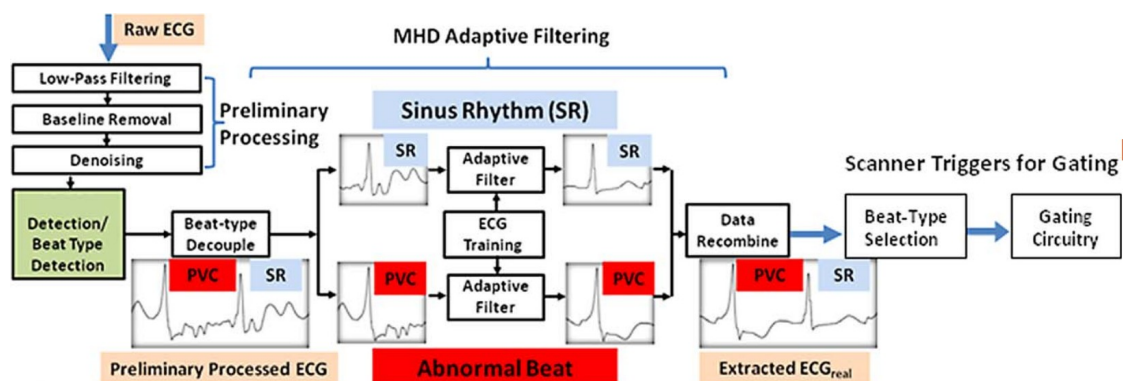 Raw ECG
Low-Pass Filtering
Baseline Removal
Denoising
Preliminary
Processing
Detection/
Beat Type
Detection
Beat-type
Decouple
PVC
SR
Preliminary Processed ECG
MHD Adaptive Filtering
Sinus Rhythm (SR)
SR
Adaptive
Filter
SR
ECG
Training
PVC
Adaptive
Filter
PVC
Abnormal Beat
Data
Recombine
PVC
SR
Extracted ECGreal
Scanner Triggers for Gating
Beat-Type
Selection
Gating
Circuitry